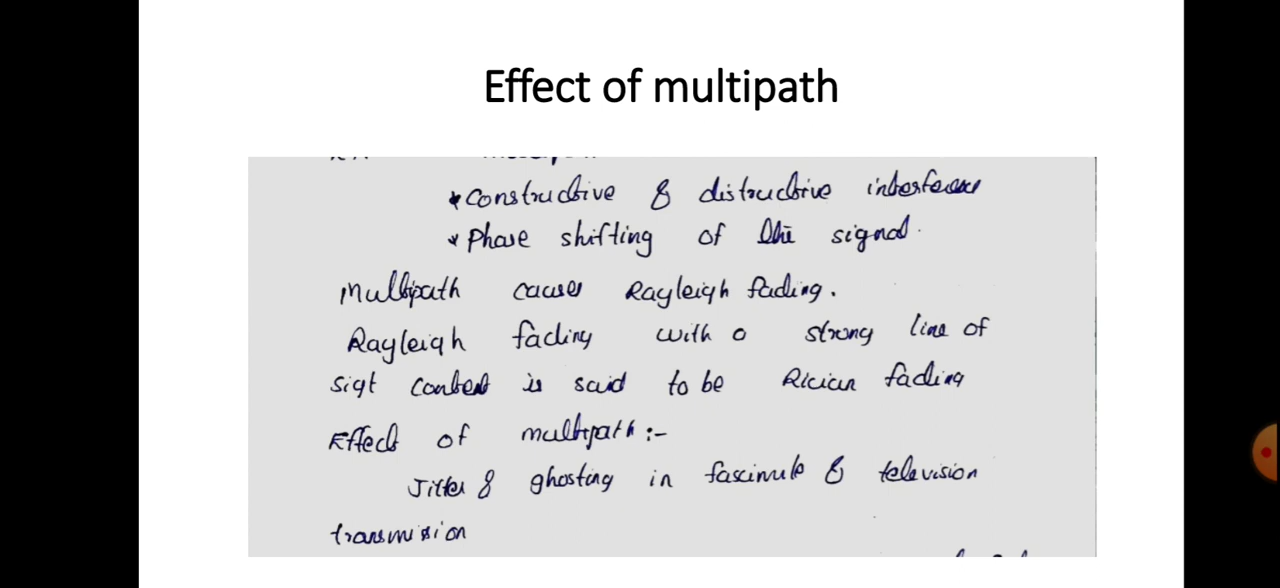 Effect of multipath
* Constructive & distructive interference
* Phase shifting of the signal.
Multipath causes Rayleigh fading.
Rayleigh fading with a strong line of
sigt content is said to be Rician fading
Effect of multipath :-
Jitter & ghosting in fascimile & television
transmission